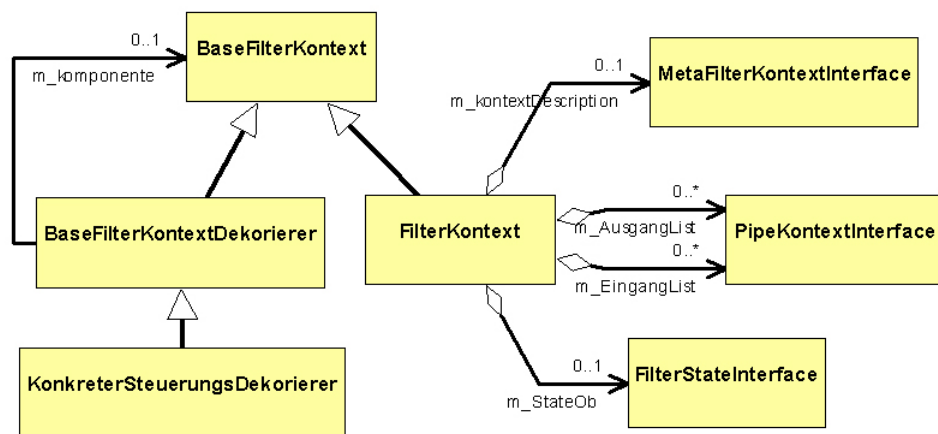 0..1
BaseFilterKontext
m_komponente
0..1
MetaFilterKontextInterface
m_kontextDescription
BaseFilterKontextDekorierer
FilterKontext
0..*
m_AusgangList
PipeKontextInterface
0..*
m_EingangList
KonkreterSteuerungsDekorierer
0..1
FilterStateInterface
m_StateOb